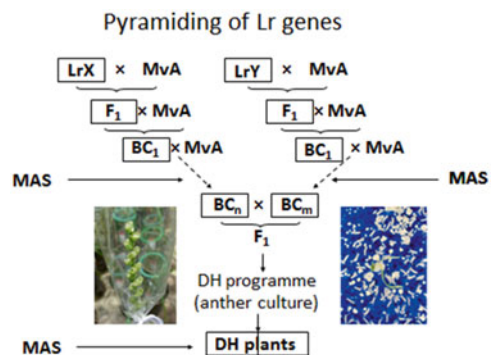 Pyramiding of Lr genes
LrX × MvA LrY × MvA
F₁ × MvA F₁ × MvA
BC₁ × MvA BC₁ × MvA
MAS MAS
BCₙ × BCₘ
F₁
DH programme
(anther culture)
MAS DH plants